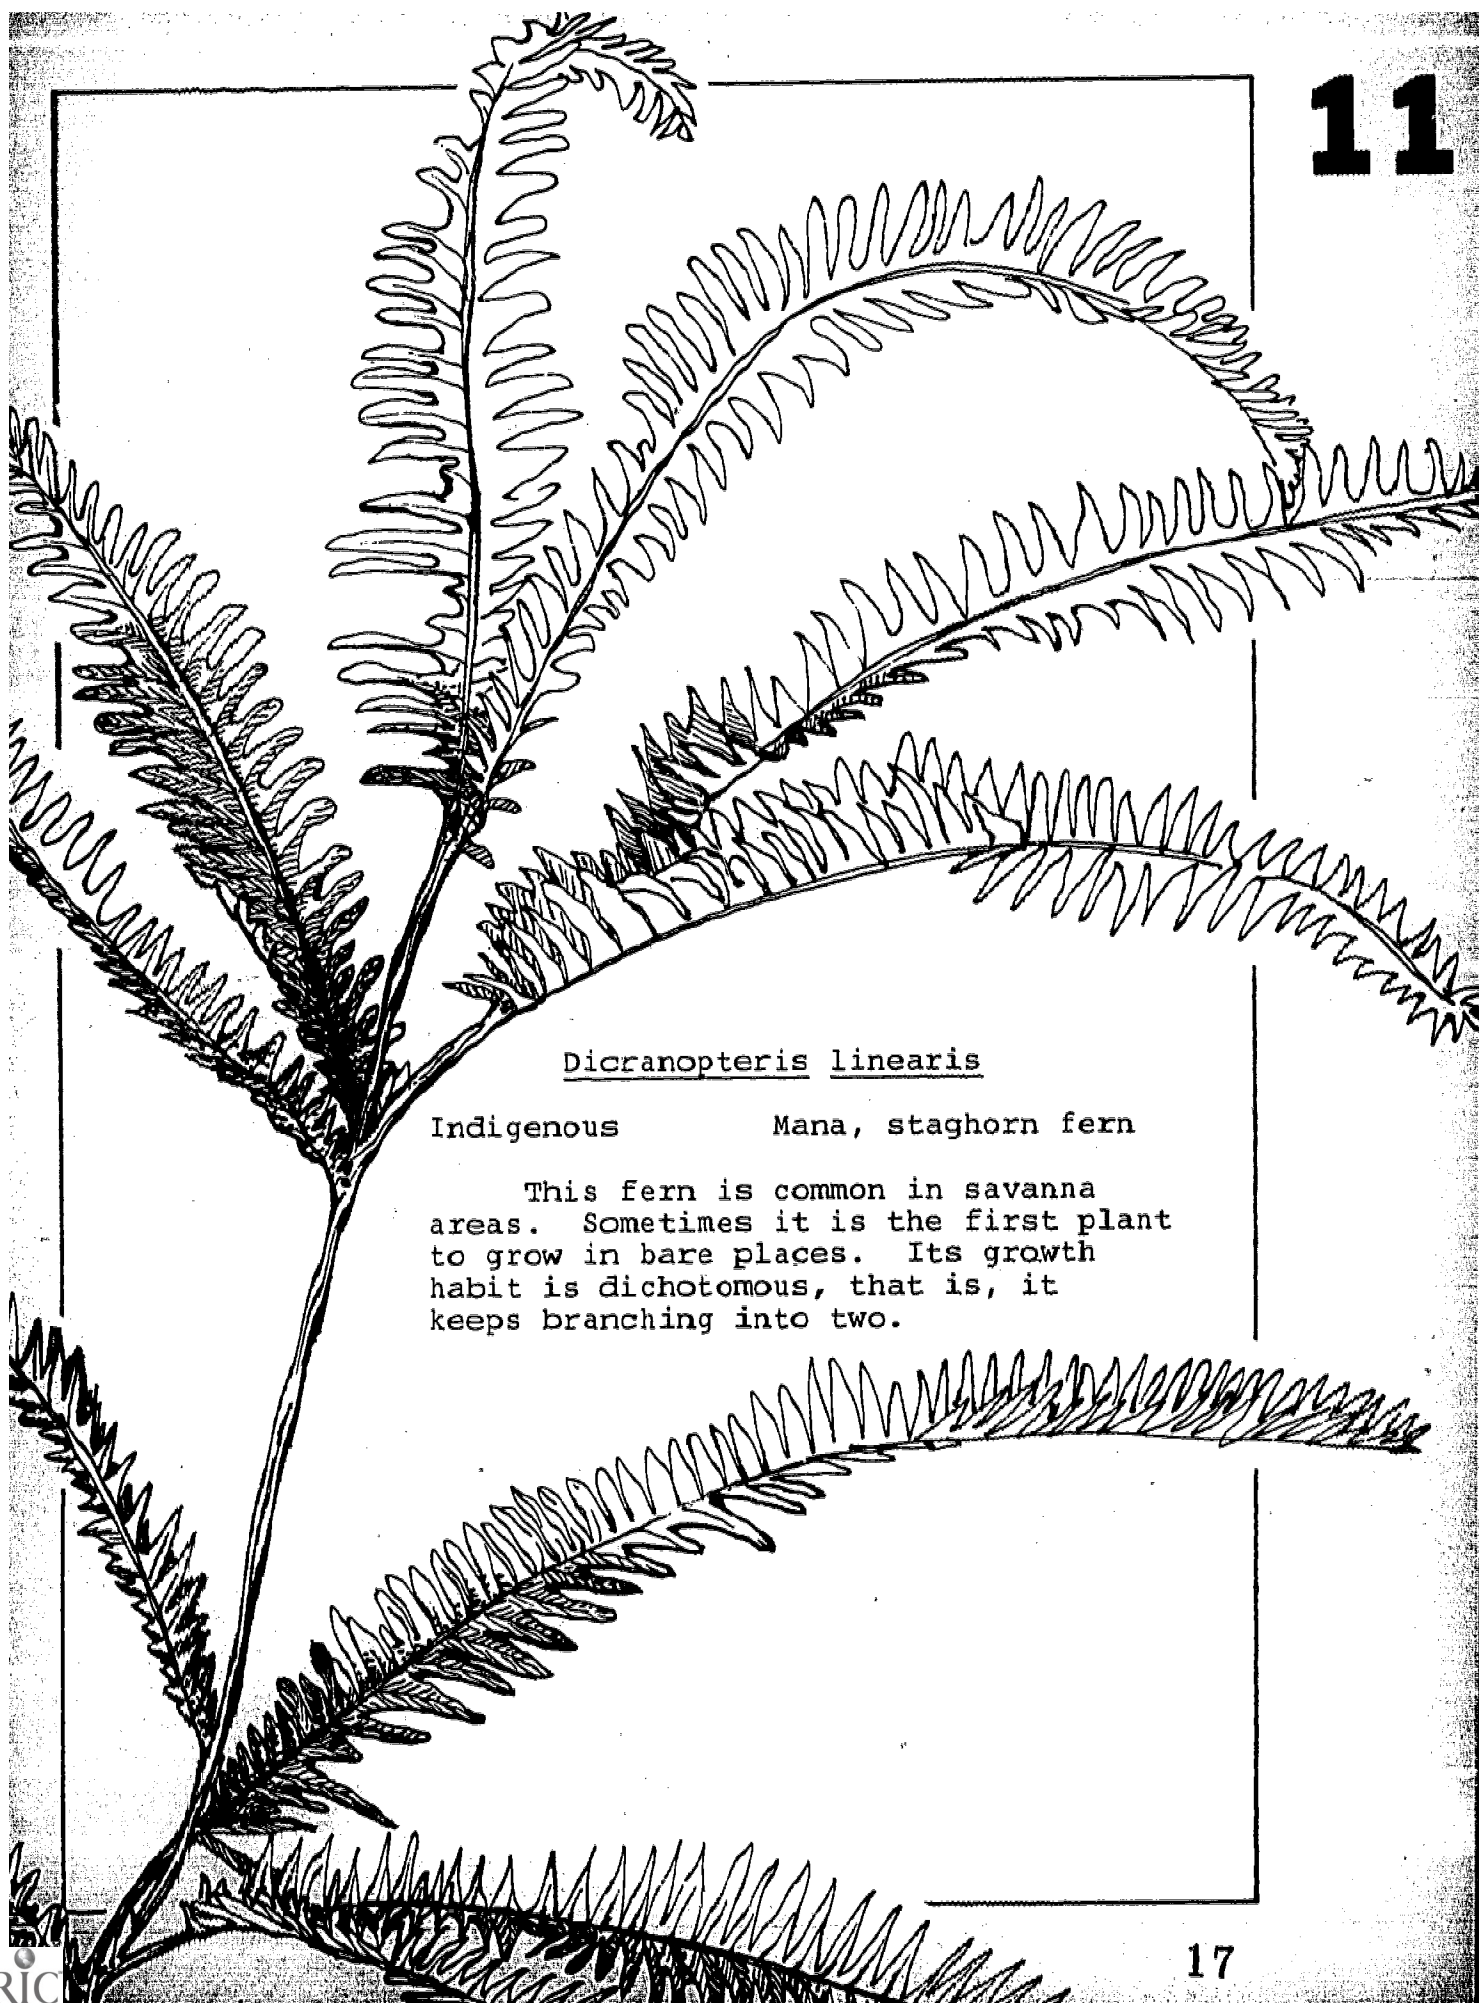 11
Dicranopteris linearis
Indigenous Mana, staghorn fern
This fern is common in savanna
areas. Sometimes it is the first plant
to grow in bare places. Its growth
habit is dichotomous, that is, it
keeps branching into two.
17
RIC